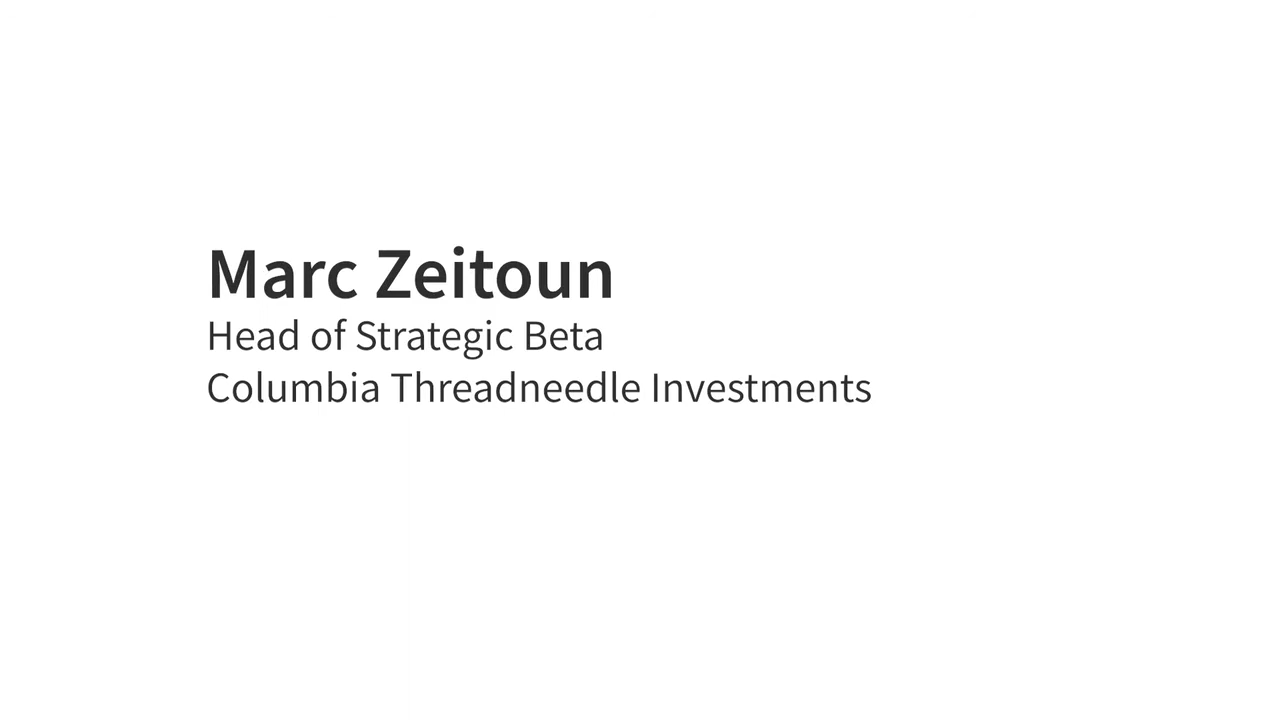 Marc Zeitoun
Head of Strategic Beta
Columbia Threadneedle Investments